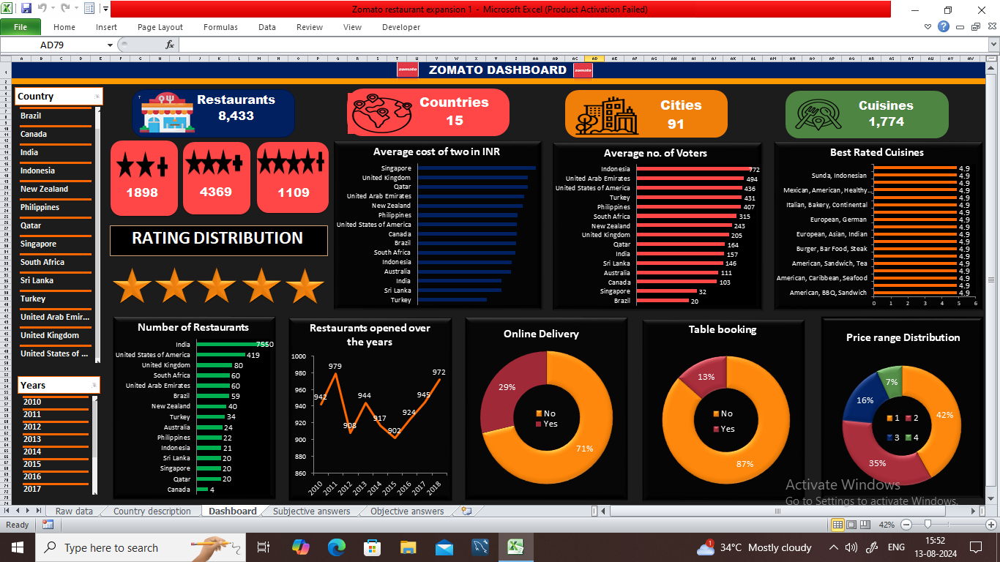 Zomato restaurant expansion 1 - Microsoft Excel (Product Activation Failed)
File Home Insert Page Layout Formulas Data Review View Developer
AD79 fx
zomato ZOMATO DASHBOARD zomato
Country
Brazil
Canada
India
Indonesia
New Zealand
Philippines
Qatar
Singapore
South Africa
Sri Lanka
Turkey
United Arab Emir...
United Kingdom
United States of ...
Years
2010
2011
2012
2013
2014
2015
2016
2017
Restaurants
8,433
Countries
15
Cities
91
Cuisines
1,774
1898
4369
1109
RATING DISTRIBUTION
Average cost of two in INR
Singapore
United Kingdom
Qatar
United Arab Emirates
New Zealand
Philippines
United States of America
Canada
Brazil
South Africa
Indonesia
Australia
India
Sri Lanka
Turkey
Average no. of Voters
Indonesia 772
United Arab Emirates 494
United States of America 436
Turkey 431
Philippines 407
South Africa 315
New Zealand 243
United Kingdom 205
Qatar 164
India 157
Sri Lanka 146
Australia 111
Canada 103
Singapore 32
Brazil 20
Best Rated Cuisines
4.9
Sunda, Indonesian 4.9
4.9
Mexican, American, Healthy... 4.9
4.9
Italian, Bakery, Continental 4.9
4.9
European, German 4.9
4.9
European, Asian, Indian 4.9
4.9
Burger, Bar Food, Steak 4.9
4.9
American, Sandwich, Tea 4.9
4.9
American, Caribbean, Seafood 4.9
4.9
American, BBQ, Sandwich 4.9
0 1 2 3 4 5 6
Number of Restaurants
India 7550
United States of America 419
United Kingdom 80
South Africa 60
United Arab Emirates 60
Brazil 59
New Zealand 40
Turkey 34
Australia 24
Philippines 22
Indonesia 21
Sri Lanka 20
Singapore 20
Qatar 20
Canada 4
Restaurants opened over
the years
1000
980
960
940
920
900
880
860
942 979 908 944 917 902 924 945 972
2010 2011 2012 2013 2014 2015 2016 2017 2018
Online Delivery
29%
No
Yes
71%
Table booking
13%
No
Yes
87%
Price range Distribution
7%
16%
42%
1 2
3 4
35%
Activate Windows
Go to Settings to activate Windows.
Raw data Country description Dashboard Subjective answers Objective answers
Ready 42%
Type here to search
1
34°C Mostly cloudy
ENG
15:52
13-08-2024